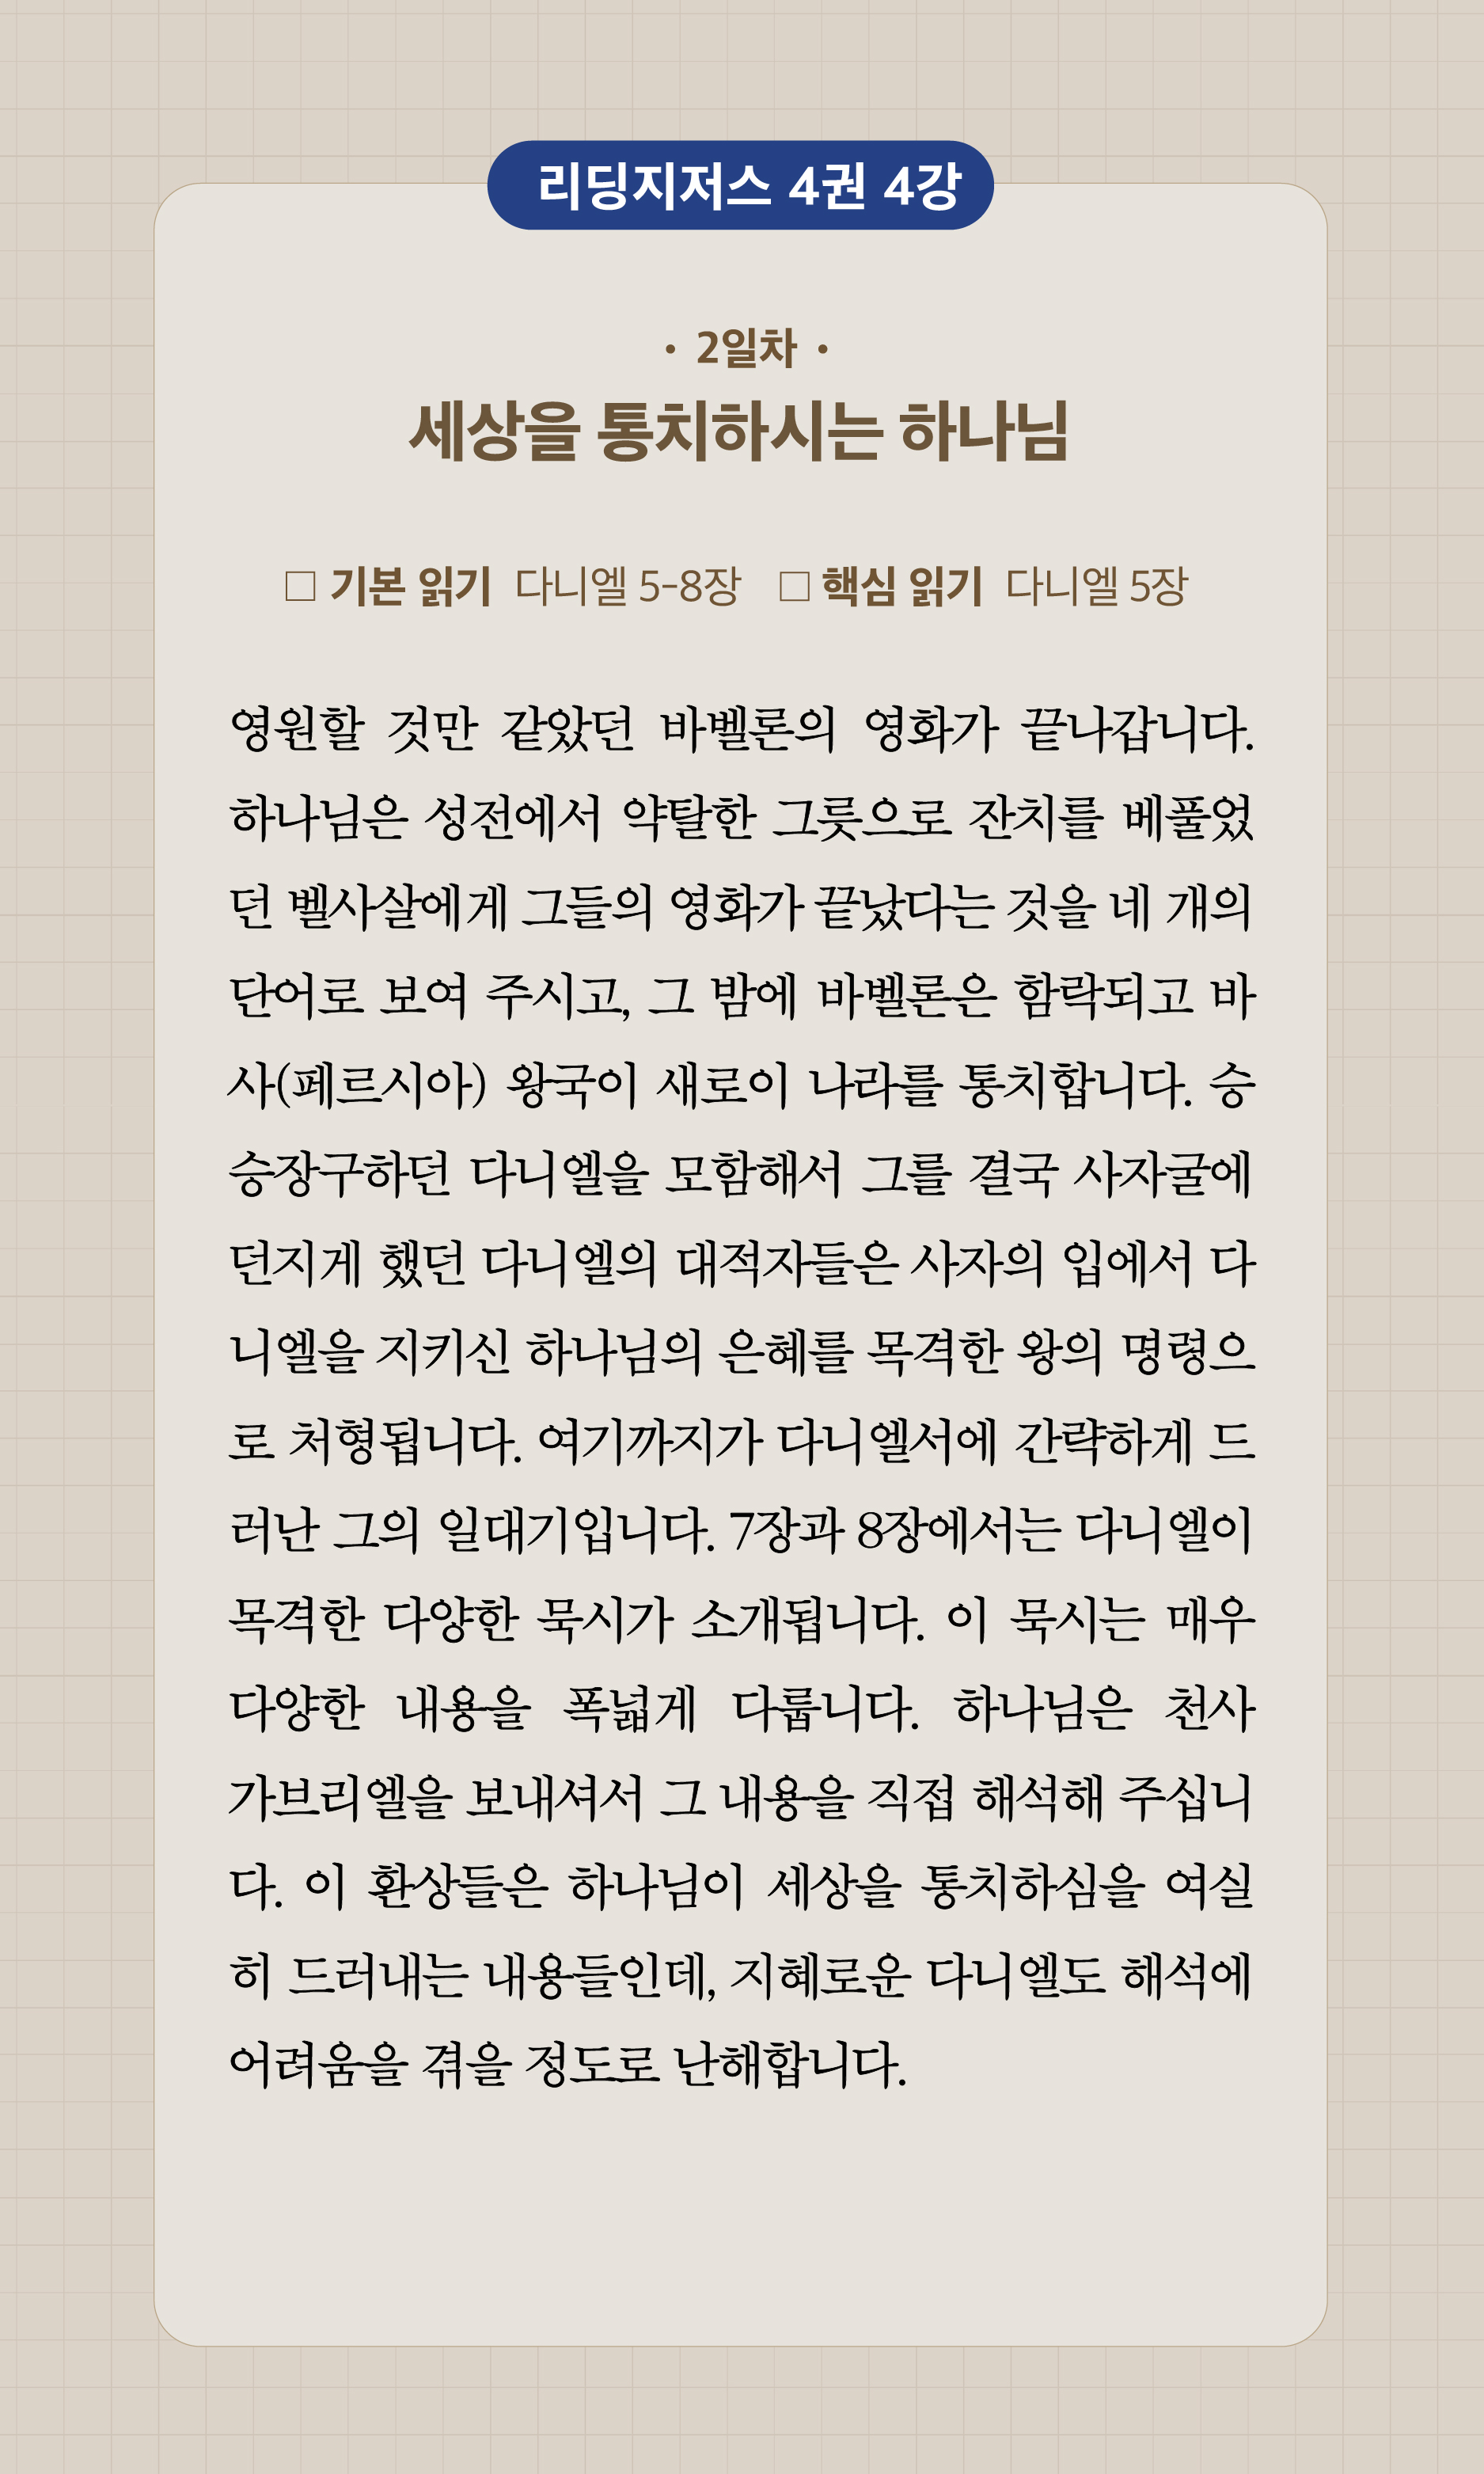 리딩지저스 4권 4강
· 2일차 ·
세상을 통치하시는 하나님
□ 기본 읽기 다니엘 5-8장 □ 핵심 읽기 다니엘 5장
영원할 것만 같았던 바벨론의 영화가 끝나갑니다.
하나님은 성전에서 약탈한 그릇으로 잔치를 베풀었
던 벨사살에게 그들의 영화가 끝났다는 것을 네 개의
단어로 보여 주시고, 그 밤에 바벨론은 함락되고 바
사(페르시아) 왕국이 새로이 나라를 통치합니다. 승
승장구하던 다니엘을 모함해서 그를 결국 사자굴에
던지게 했던 다니엘의 대적자들은 사자의 입에서 다
니엘을 지키신 하나님의 은혜를 목격한 왕의 명령으
로 처형됩니다. 여기까지가 다니엘서에 간략하게 드
러난 그의 일대기입니다. 7장과 8장에서는 다니엘이
목격한 다양한 묵시가 소개됩니다. 이 묵시는 매우
다양한 내용을 폭넓게 다룹니다. 하나님은 천사
가브리엘을 보내셔서 그 내용을 직접 해석해 주십니
다. 이 환상들은 하나님이 세상을 통치하심을 여실
히 드러내는 내용들인데, 지혜로운 다니엘도 해석에
어려움을 겪을 정도로 난해합니다.